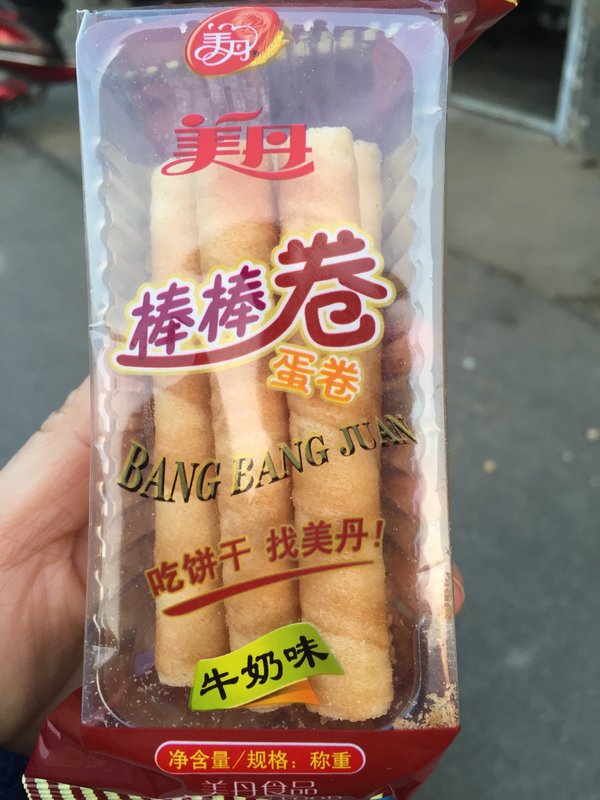 美丹
美丹
棒棒卷
蛋卷
BANG BANG JUAN
吃饼干 找美丹！
牛奶味
净含量/规格：称重
美丹食品